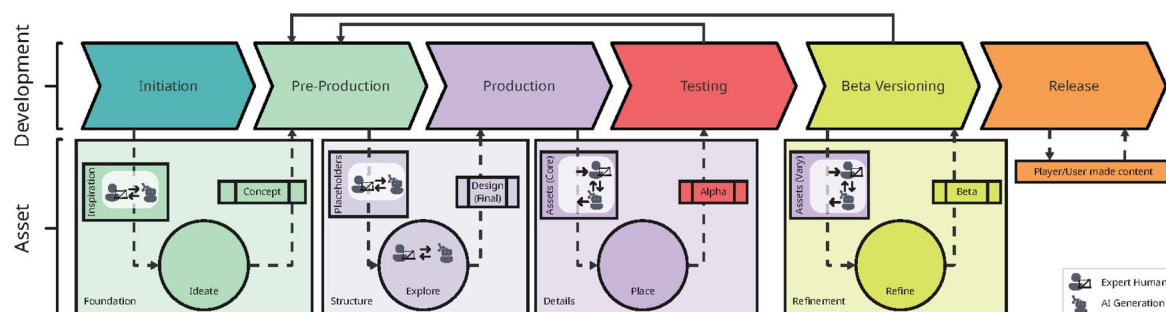 Development
Initiation
Pre-Production
Production
Testing
Beta Versioning
Release
Asset
Inspiration
Concept
Ideate
Foundation
Placeholders
Design
(Final)
Explore
Structure
Assets (Core)
Alpha
Place
Details
Assets (Vary)
Beta
Refine
Refinement
Player/User made content
Expert Human
AI Generation